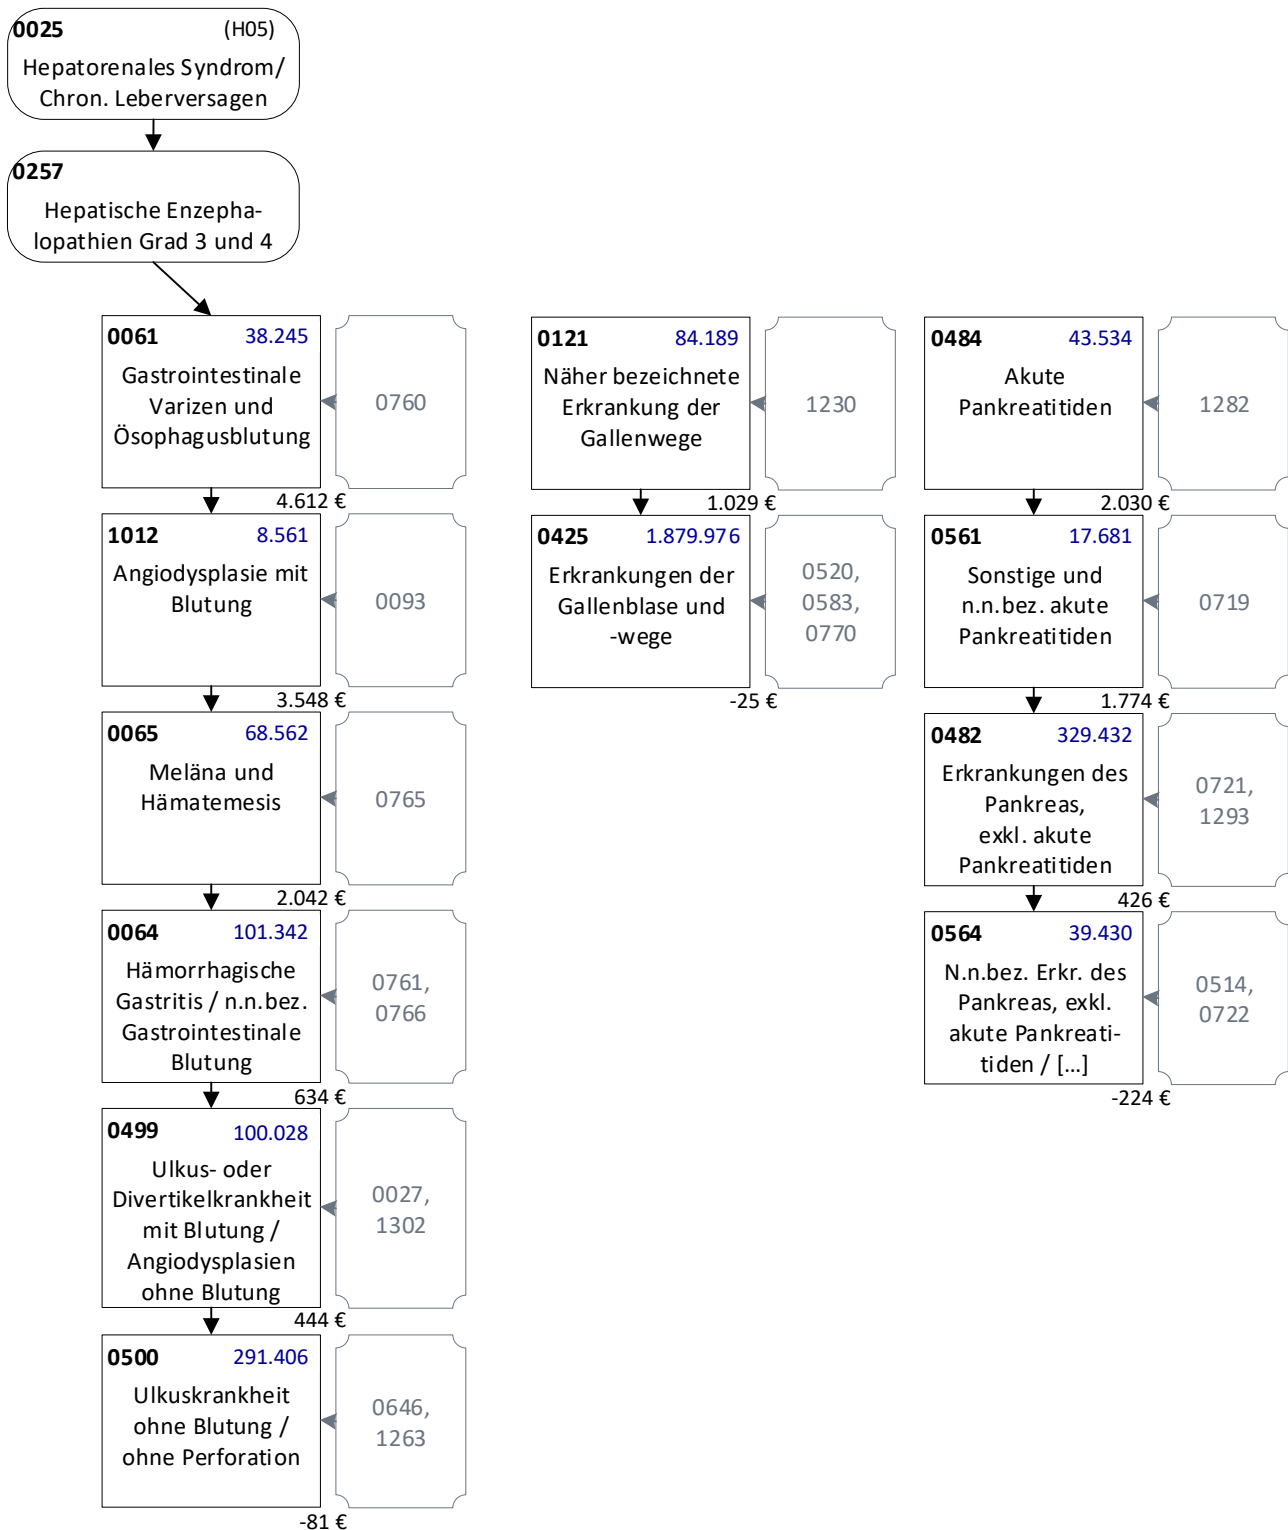 0025 (H05)
Hepatorenales Syndrom/
Chron. Leberversagen
0257
Hepatische Enzepha-
lopathien Grad 3 und 4
0061 38.245
Gastrointestinale
Varizen und
Ösophagusblutung
0760
4.612 €
1012 8.561
Angiodysplasie mit
Blutung
0093
3.548 €
0065 68.562
Meläna und
Hämatemesis
0765
2.042 €
0064 101.342
Hämorrhagische
Gastritis / n.n.bez.
Gastrointestinale
Blutung
0761,
0766
634 €
0499 100.028
Ulkus- oder
Divertikelkrankheit
mit Blutung /
Angiodysplasien
ohne Blutung
0027,
1302
444 €
0500 291.406
Ulkuskrankheit
ohne Blutung /
ohne Perforation
0646,
1263
-81 €
0121 84.189
Näher bezeichnete
Erkrankung der
Gallenwege
1230
1.029 €
0425 1.879.976
Erkrankungen der
Gallenblase und
-wege
0520,
0583,
0770
-25 €
0484 43.534
Akute
Pankreatitiden
1282
2.030 €
0561 17.681
Sonstige und
n.n.bez. akute
Pankreatitiden
0719
1.774 €
0482 329.432
Erkrankungen des
Pankreas,
exkl. akute
Pankreatitiden
0721,
1293
426 €
0564 39.430
N.n.bez. Erkr. des
Pankreas, exkl.
akute Pankreati-
tiden / [...]
0514,
0722
-224 €